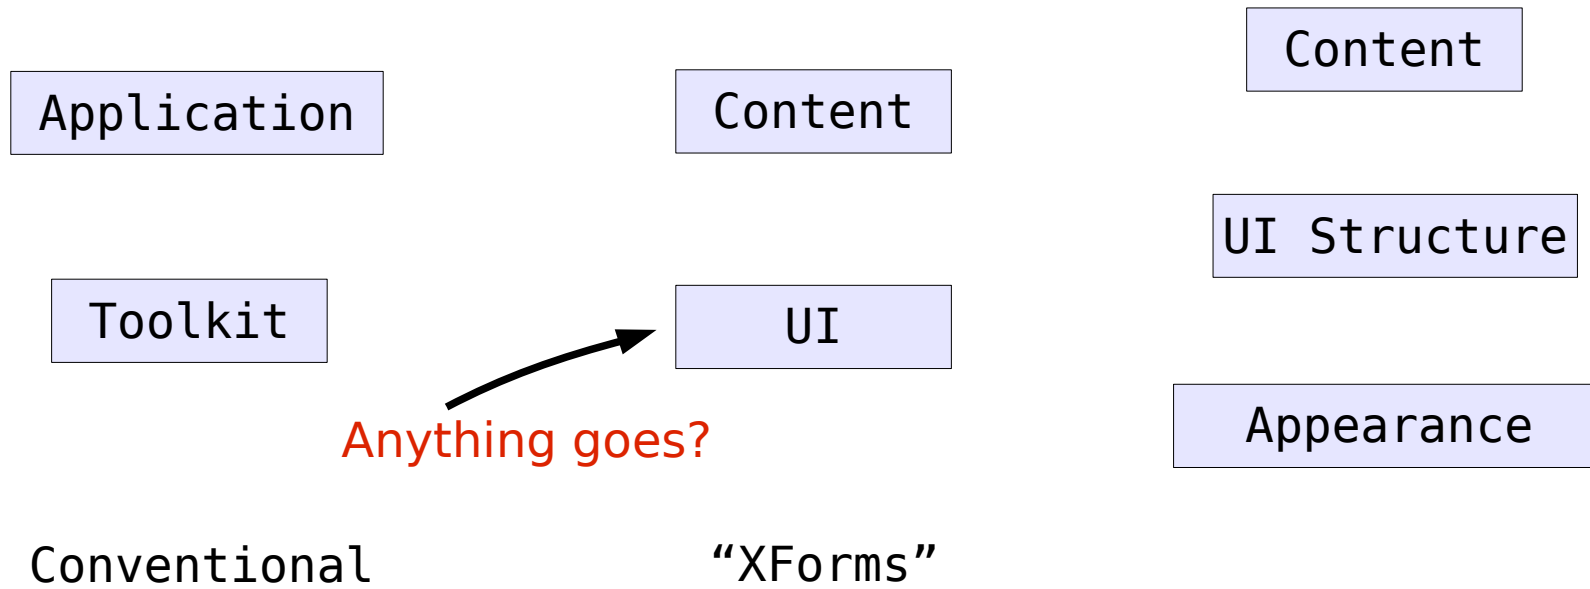 Application
Toolkit
Conventional
Content
UI
Anything goes?
“XForms”
Content
UI Structure
Appearance